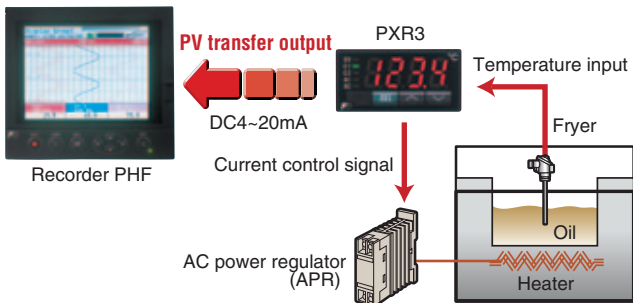 PXR3
PV transfer output
Temperature input
123.4
°C
SEL
DC4~20mA
Fryer
Recorder PHF
Current control signal
Oil
AC power regulator
(APR)
Heater